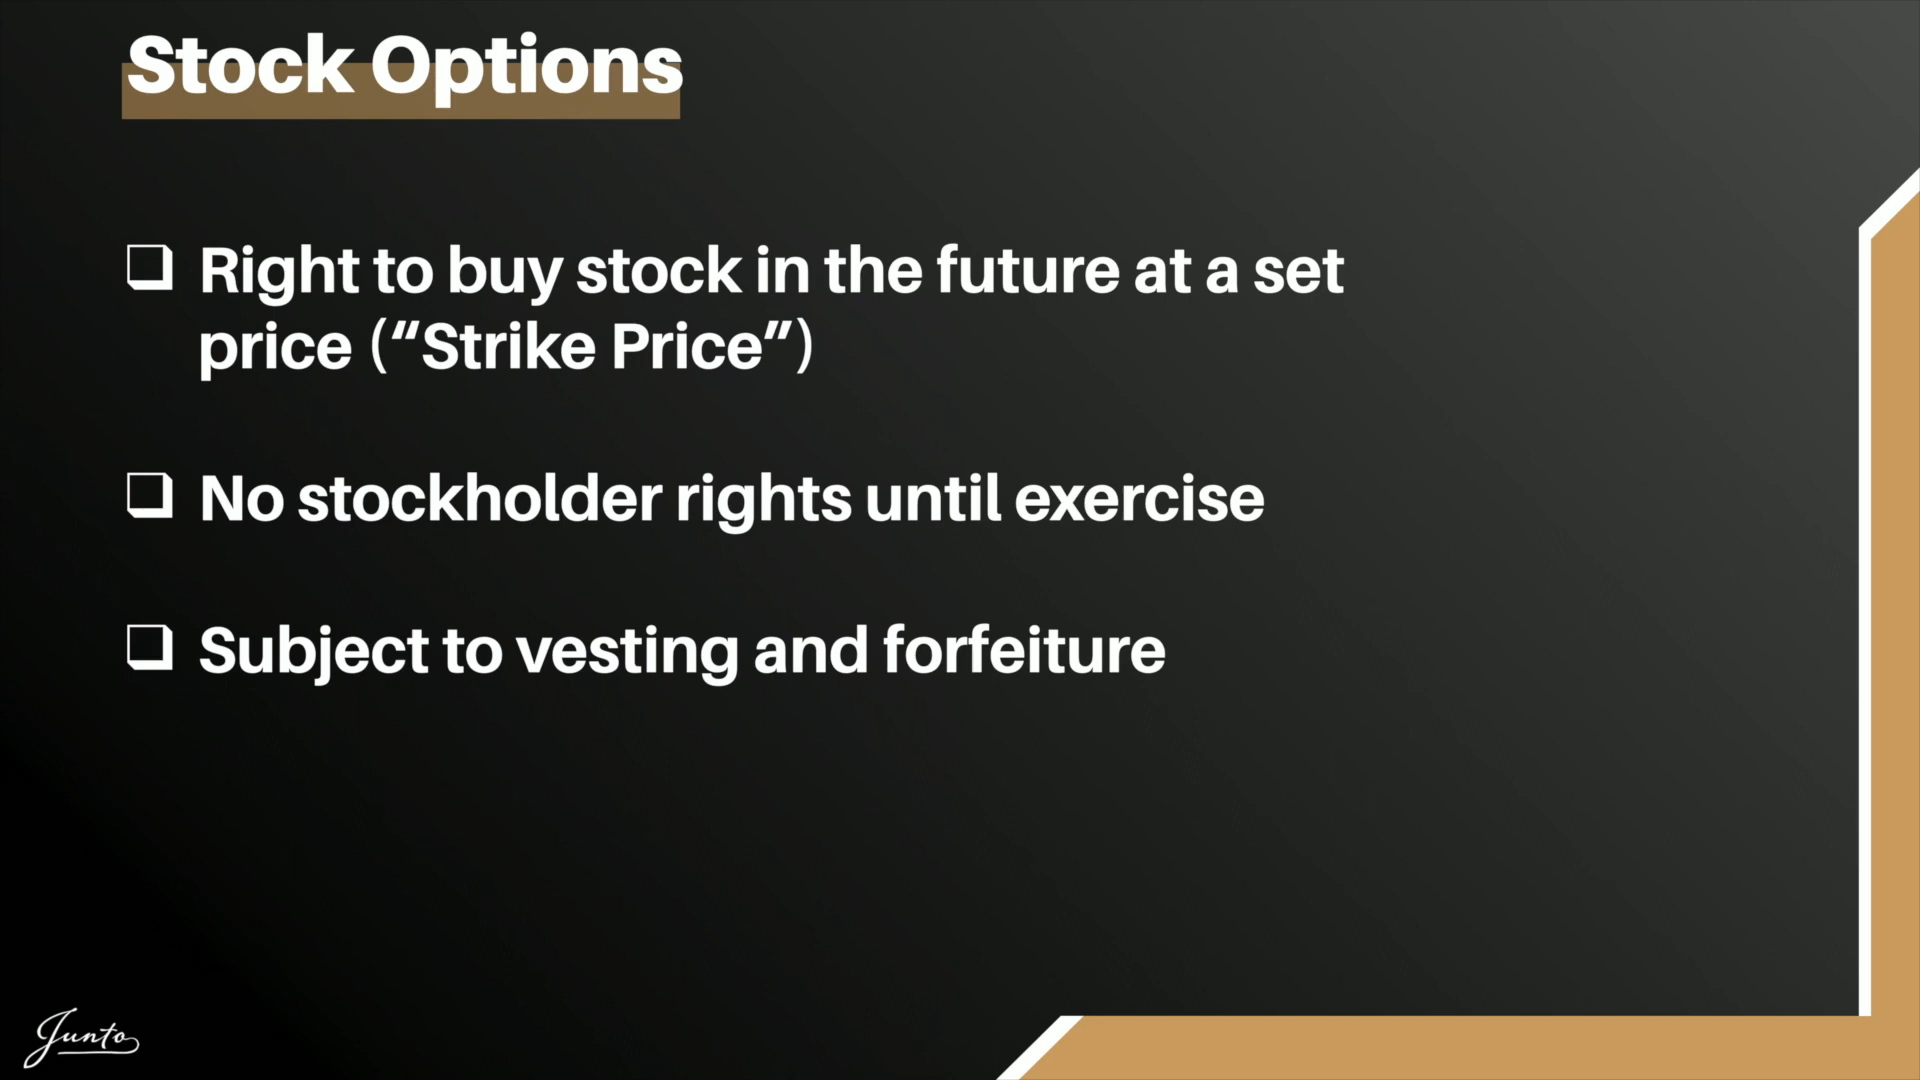 Stock Options
❑ Right to buy stock in the future at a set
price (“Strike Price”)
❑ No stockholder rights until exercise
❑ Subject to vesting and forfeiture
Junto